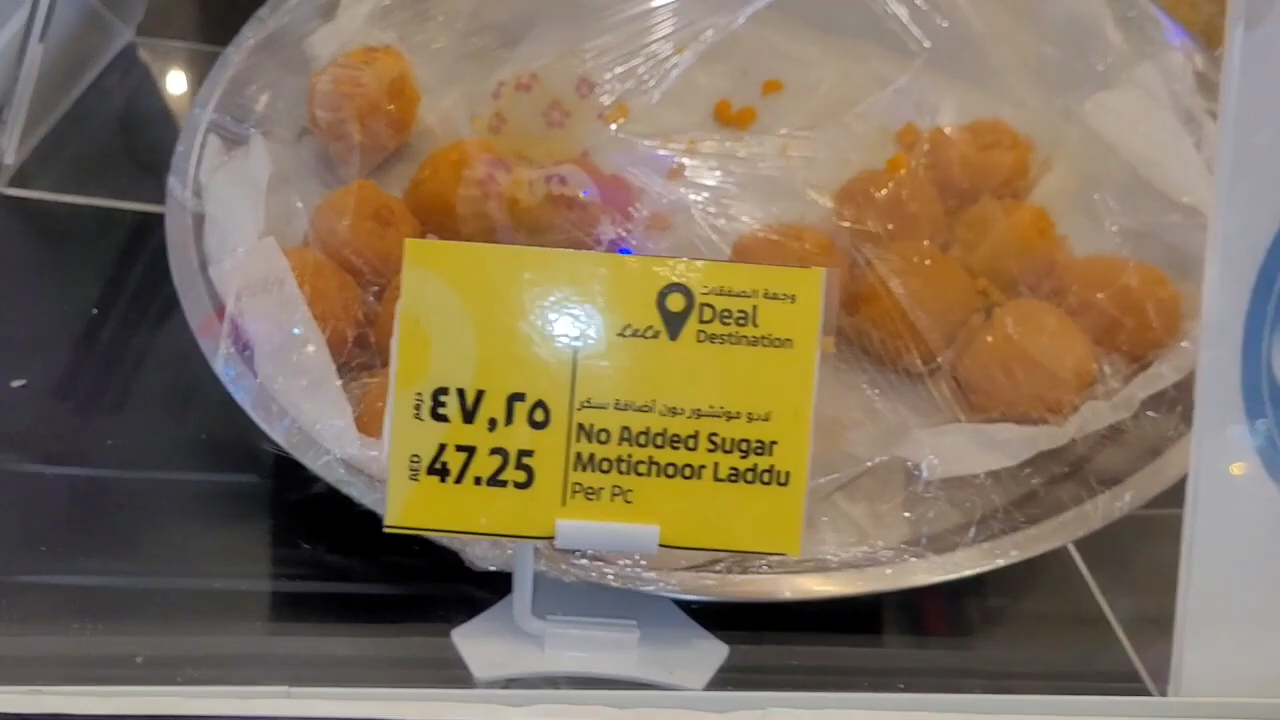 وجهة الصفقات
Deal
LuLu
Destination
درهم ٤٧,٢٥
AED 47.25
لادو موتشور دون أضافة سكر
No Added Sugar
Motichoor Laddu
Per Pc